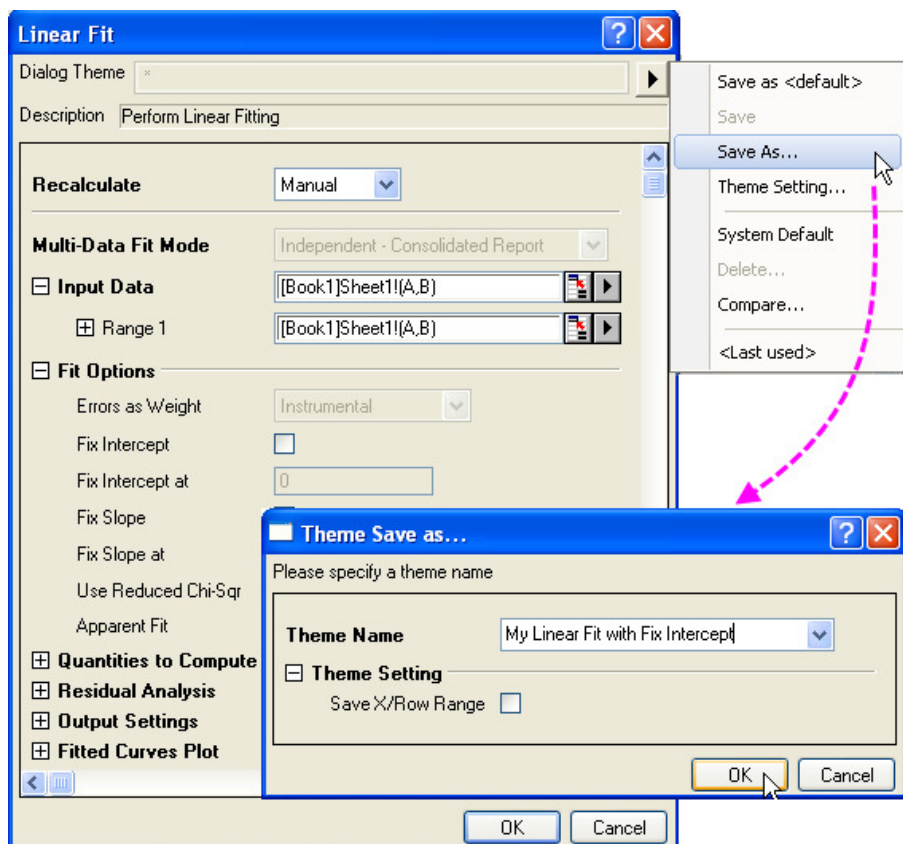 Linear Fit
Dialog Theme *
Description Perform Linear Fitting
Recalculate Manual
Multi-Data Fit Mode Independent - Consolidated Report
Input Data [Book1]Sheet1!(A,B)
Range 1 [Book1]Sheet1!(A,B)
Fit Options
Errors as Weight Instrumental
Fix Intercept
Fix Intercept at 0
Fix Slope
Fix Slope at
Use Reduced Chi-Sqr
Apparent Fit
Quantities to Compute
Residual Analysis
Output Settings
Fitted Curves Plot
OK Cancel
Save as <default>
Save
Save As...
Theme Setting...
System Default
Delete...
Compare...
<Last used>
Theme Save as...
Please specify a theme name
Theme Name My Linear Fit with Fix Intercept
Theme Setting
Save X/Row Range
OK Cancel